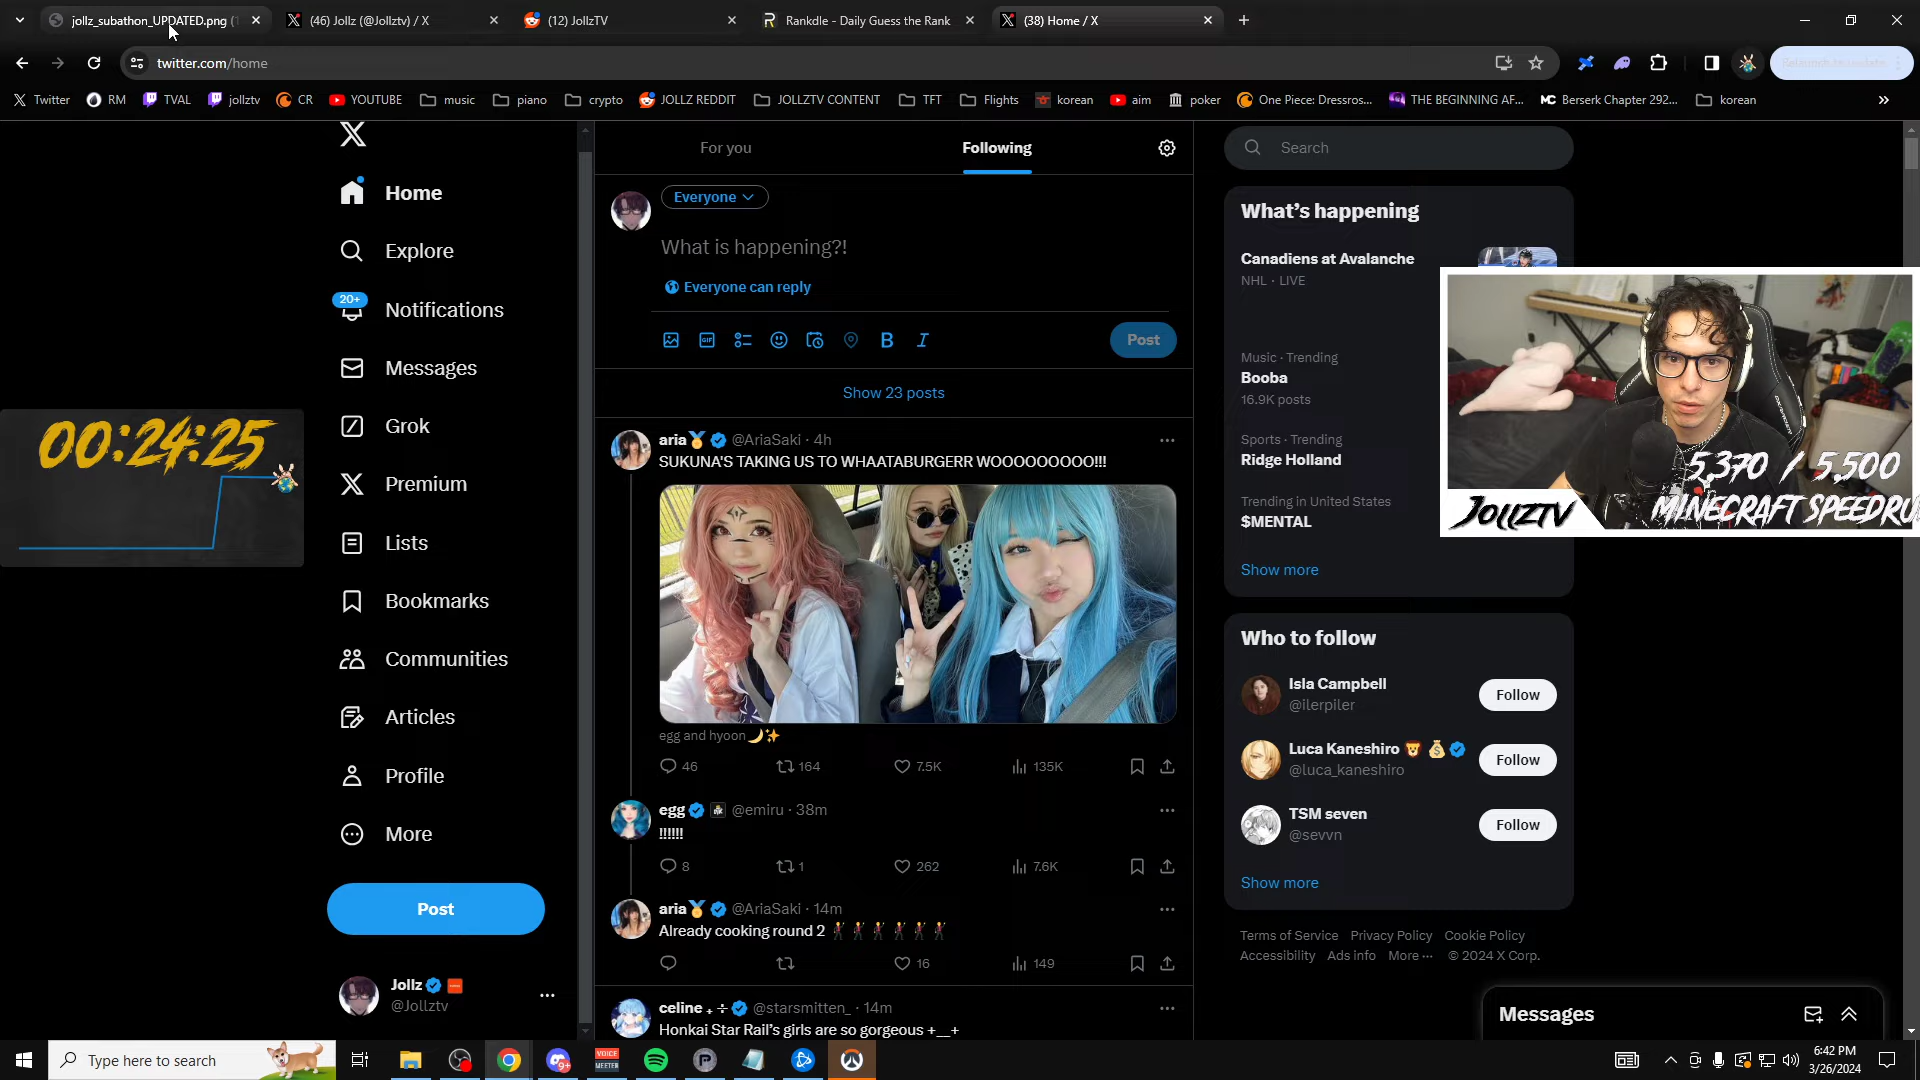 jollz_subathon_UPDATED.png (1
(46) Jollz (@Jollztv) / X
(12) JollzTV
Rankdle - Daily Guess the Rank
(38) Home / X
twitter.com/home
Relaunch to update
Twitter
RM
TVAL
jollztv
CR
YOUTUBE
music
piano
crypto
JOLLZ REDDIT
JOLLZTV CONTENT
TFT
Flights
korean
aim
poker
One Piece: Dressros...
THE BEGINNING AF...
Berserk Chapter 292...
korean
Home
Explore
20+
Notifications
Messages
Grok
Premium
Lists
Bookmarks
Communities
Articles
Profile
More
Post
Jollz
@Jollztv
00:24:25
For you
Following
Everyone
What is happening?!
Everyone can reply
GIF
B I
Post
Show 23 posts
aria🏅 @AriaSaki · 4h
SUKUNA'S TAKING US TO WHAATABURGERR WOOOOOOOOO!!!
egg and hyoon🌙✨
46 164 7.5K 135K
egg @emiru · 38m
!!!!!!
8 1 262 7.6K
aria🏅 @AriaSaki · 14m
Already cooking round 2 🕺🕺🕺🕺🕺🕺
16 149
celine ₊ ÷ @starsmitten_ · 14m
Honkai Star Rail's girls are so gorgeous +__+
Search
What's happening
Canadiens at Avalanche
NHL · LIVE
Music · Trending
Booba
16.9K posts
Sports · Trending
Ridge Holland
Trending in United States
$MENTAL
Show more
5,370 / 5,500
JollzTV
MINECRAFT SPEEDRU
Who to follow
Isla Campbell
@ilerpiler
Follow
Luca Kaneshiro 🦁💰
@luca_kaneshiro
Follow
TSM seven
@sevvn
Follow
Show more
Terms of Service Privacy Policy Cookie Policy
Accessibility Ads info More ··· © 2024 X Corp.
Messages
Type here to search
9+
VOICE
MEETER
6:42 PM
3/26/2024